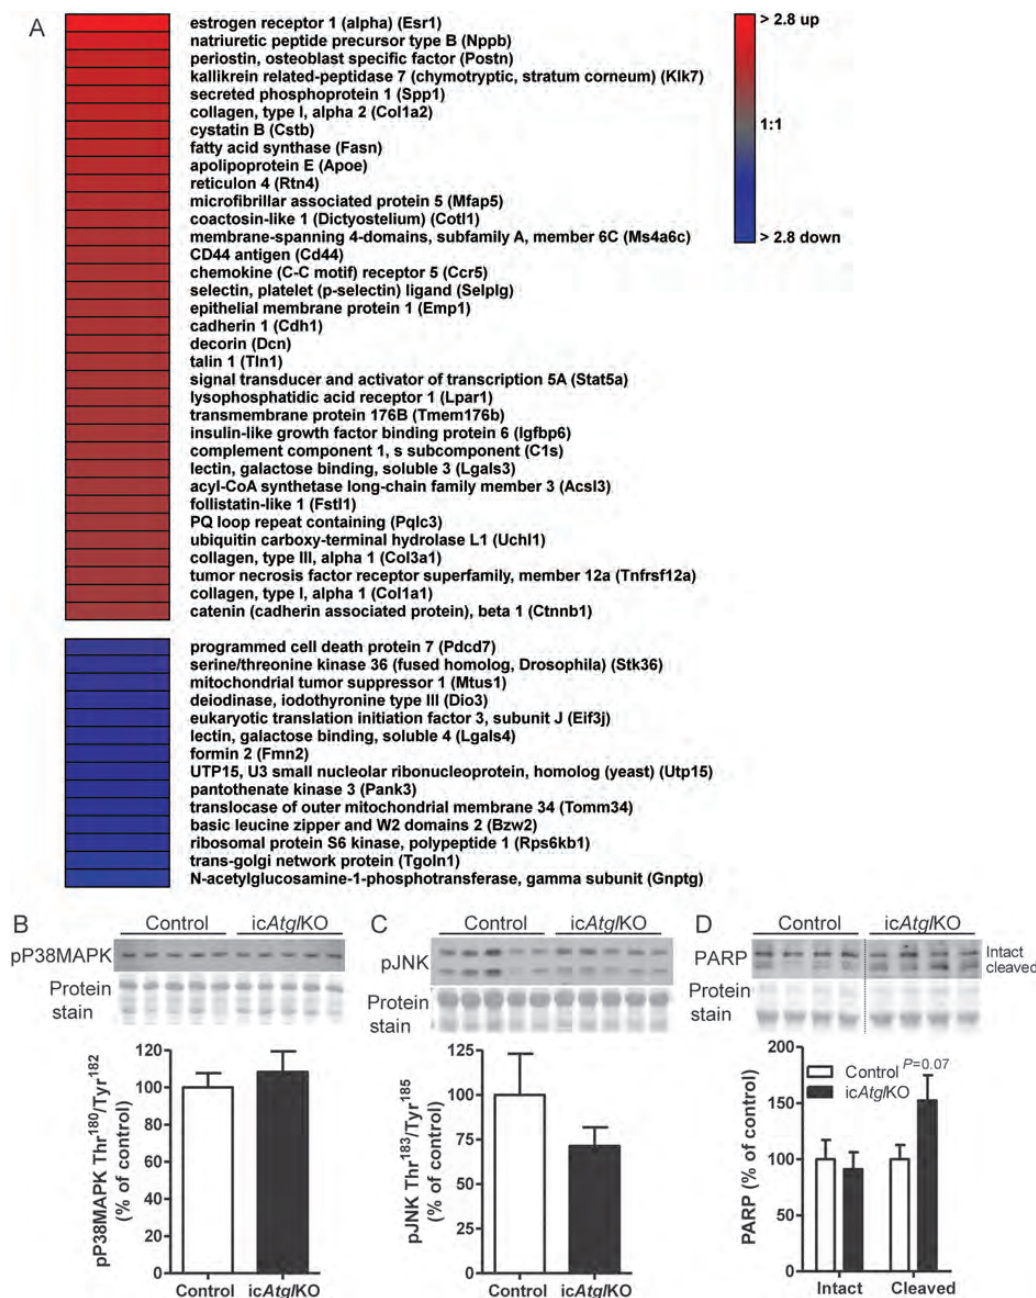 A
estrogen receptor 1 (alpha) (Esr1)
natriuretic peptide precursor type B (Nppb)
periostin, osteoblast specific factor (Postn)
kallikrein related-peptidase 7 (chymotryptic, stratum corneum) (Klk7)
secreted phosphoprotein 1 (Spp1)
collagen, type I, alpha 2 (Col1a2)
cystatin B (Cstb)
fatty acid synthase (Fasn)
apolipoprotein E (Apoe)
reticulon 4 (Rtn4)
microfibrillar associated protein 5 (Mfap5)
coactosin-like 1 (Dictyostelium) (Cotl1)
membrane-spanning 4-domains, subfamily A, member 6C (Ms4a6c)
CD44 antigen (Cd44)
chemokine (C-C motif) receptor 5 (Ccr5)
selectin, platelet (p-selectin) ligand (Selplg)
epithelial membrane protein 1 (Emp1)
cadherin 1 (Cdh1)
decorin (Dcn)
talin 1 (Tln1)
signal transducer and activator of transcription 5A (Stat5a)
lysophosphatidic acid receptor 1 (Lpar1)
transmembrane protein 176B (Tmem176b)
insulin-like growth factor binding protein 6 (Igfbp6)
complement component 1, s subcomponent (C1s)
lectin, galactose binding, soluble 3 (Lgals3)
acyl-CoA synthetase long-chain family member 3 (Acsl3)
follistatin-like 1 (Fstl1)
PQ loop repeat containing (Pqlc3)
ubiquitin carboxy-terminal hydrolase L1 (Uchl1)
collagen, type III, alpha 1 (Col3a1)
tumor necrosis factor receptor superfamily, member 12a (Tnfrsf12a)
collagen, type I, alpha 1 (Col1a1)
catenin (cadherin associated protein), beta 1 (Ctnnb1)
> 2.8 up
1:1
> 2.8 down
programmed cell death protein 7 (Pdcd7)
serine/threonine kinase 36 (fused homolog, Drosophila) (Stk36)
mitochondrial tumor suppressor 1 (Mtus1)
deiodinase, iodothyronine type III (Dio3)
eukaryotic translation initiation factor 3, subunit J (Eif3j)
lectin, galactose binding, soluble 4 (Lgals4)
formin 2 (Fmn2)
UTP15, U3 small nucleolar ribonucleoprotein, homolog (yeast) (Utp15)
pantothenate kinase 3 (Pank3)
translocase of outer mitochondrial membrane 34 (Tomm34)
basic leucine zipper and W2 domains 2 (Bzw2)
ribosomal protein S6 kinase, polypeptide 1 (Rps6kb1)
trans-golgi network protein (Tgoln1)
N-acetylglucosamine-1-phosphotransferase, gamma subunit (Gnptg)
B
Control
icAtglKO
pP38MAPK
Protein
stain
pP38MAPK Thr180/Tyr182
(% of control)
120
100
80
60
40
20
0
Control
icAtglKO
C
Control
icAtglKO
pJNK
Protein
stain
pJNK Thr183/Tyr185
(% of control)
125
100
75
50
25
0
Control
icAtglKO
D
Control
icAtglKO
PARP
Intact
cleaved
Protein
stain
PARP (% of control)
200
150
100
50
0
Control
icAtglKO
P=0.07
Intact
Cleaved